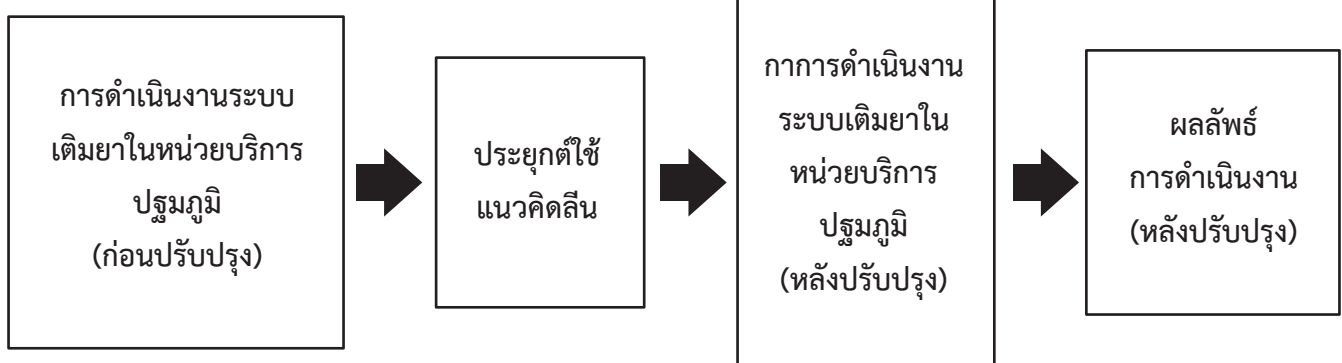 การดำเนินงานระบบ
เติมยาในหน่วยบริการ
ปฐมภูมิ
(ก่อนปรับปรุง)
ประยุกต์ใช้
แนวคิดลีน
กาการดำเนินงาน
ระบบเติมยาใน
หน่วยบริการ
ปฐมภูมิ
(หลังปรับปรุง)
ผลลัพธ์
การดำเนินงาน
(หลังปรับปรุง)